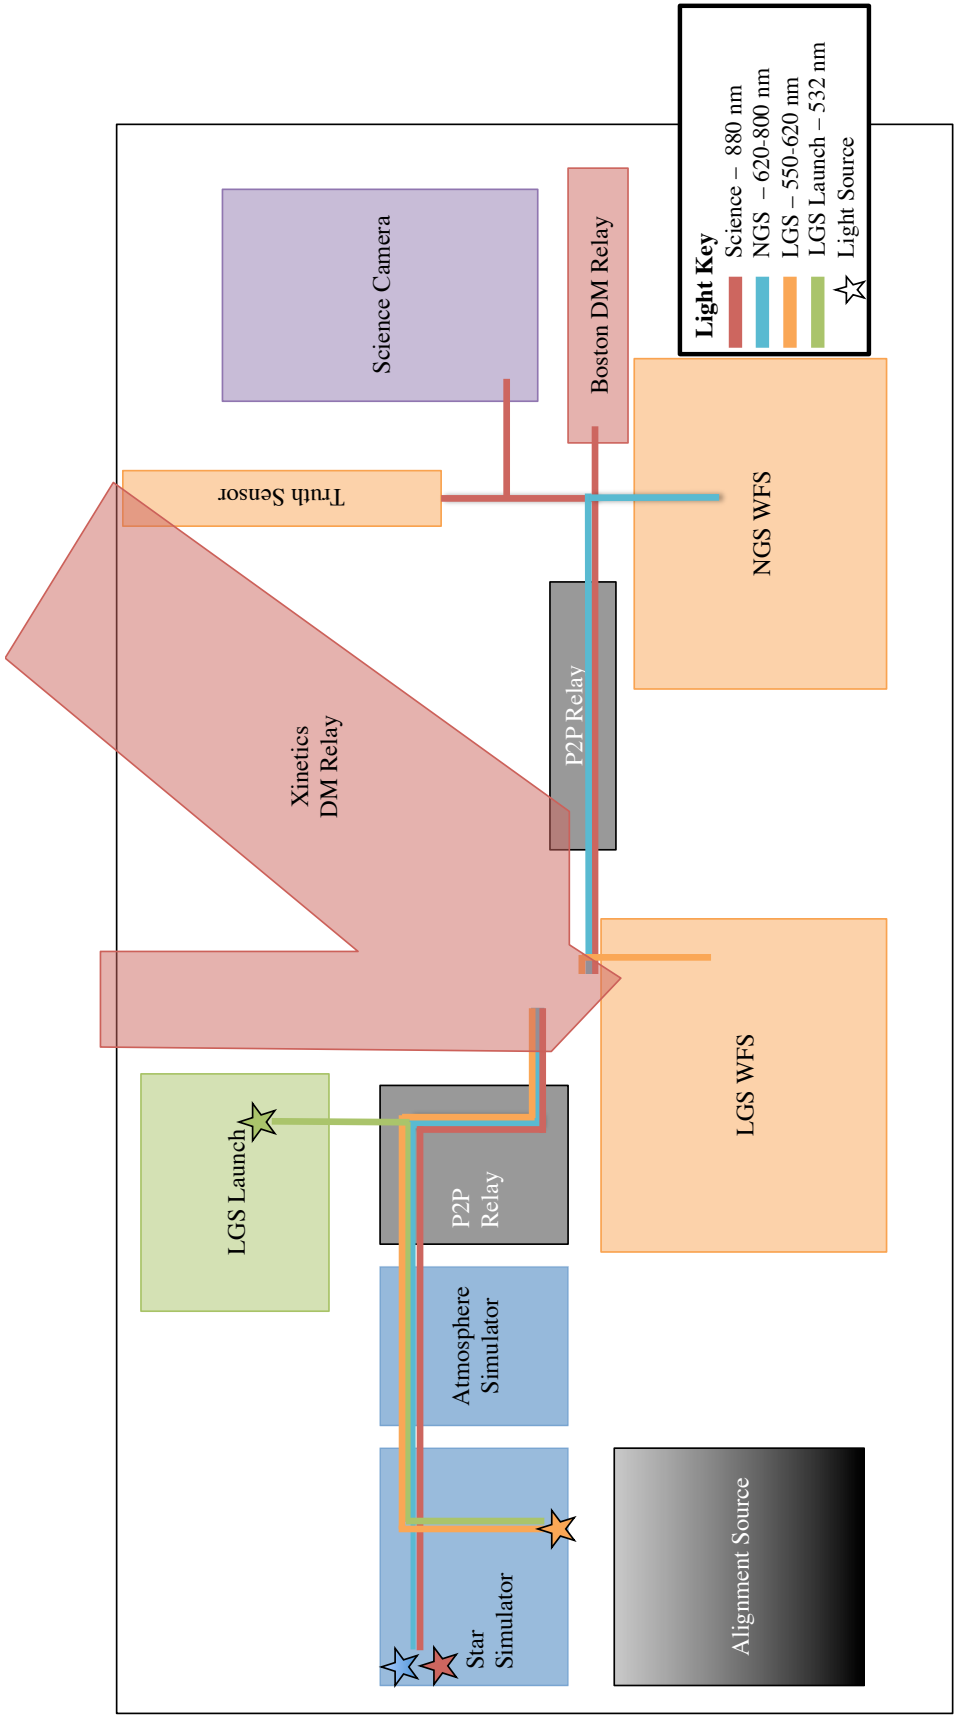 Light Key
Science – 880 nm
NGS – 620-800 nm
LGS – 550-620 nm
LGS Launch – 532 nm
Light Source
Science Camera
Boston DM Relay
Truth Sensor
NGS WFS
P2P Relay
Xinetics
DM Relay
LGS Launch
P2P
Relay
LGS WFS
Atmosphere
Simulator
Star
Simulator
Alignment Source